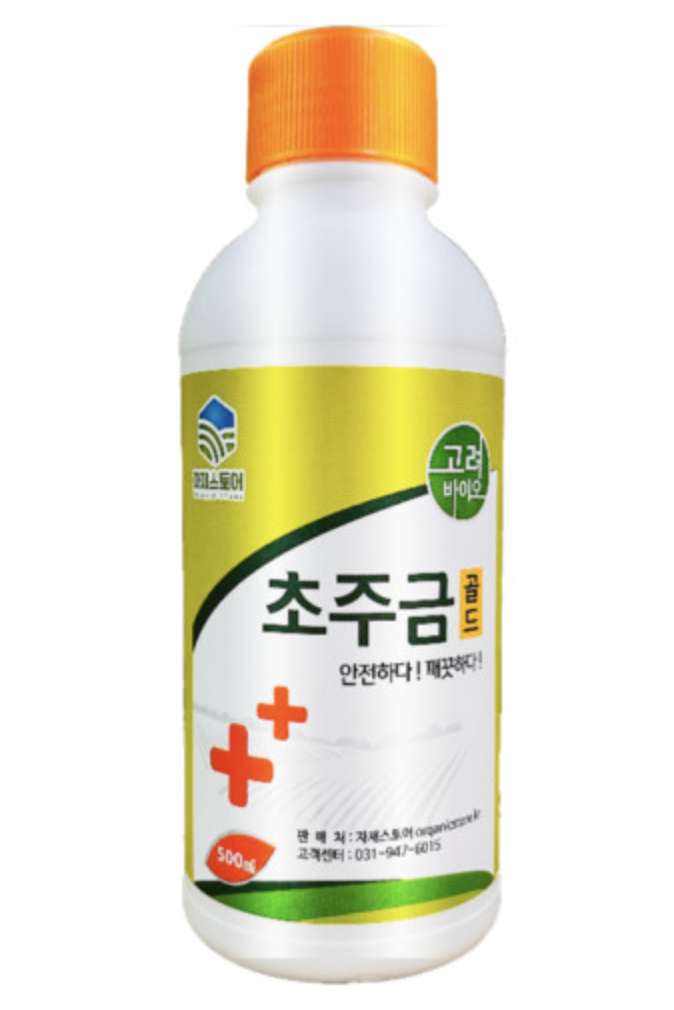 자재스토어
고려
바이오
초주금 골드
안전하다! 깨끗하다!
500㎖
판 매 처 : 자재스토어 organicstore.kr
고객센터 : 031-947-6015